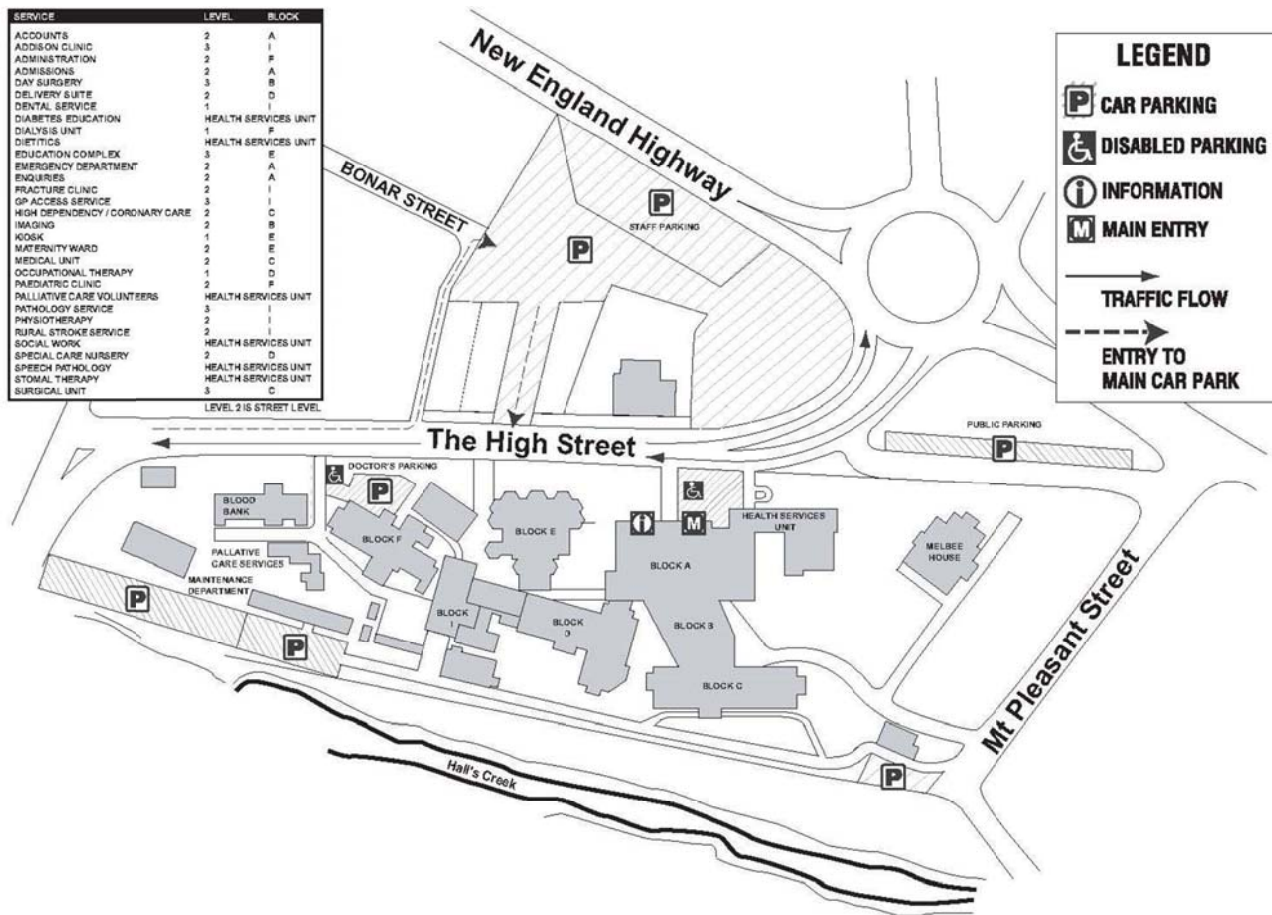 SERVICE LEVEL BLOCK
ACCOUNTS 2 A
ADDISON CLINIC 3 I
ADMINISTRATION 2 F
ADMISSIONS 2 A
DAY SURGERY 3 B
DELIVERY SUITE 2 D
DENTAL SERVICE 1 I
DIABETES EDUCATION HEALTH SERVICES UNIT
DIALYSIS UNIT 1 F
DIETITICS HEALTH SERVICES UNIT
EDUCATION COMPLEX 3 E
EMERGENCY DEPARTMENT 2 A
ENQUIRIES 2 A
FRACTURE CLINIC 2 I
GP ACCESS SERVICE 3 I
HIGH DEPENDENCY / CORONARY CARE 2 C
IMAGING 2 B
KIOSK 1 E
MATERNITY WARD 2 E
MEDICAL UNIT 2 C
OCCUPATIONAL THERAPY 1 D
PAEDIATRIC CLINIC 2 F
PALLIATIVE CARE VOLUNTEERS HEALTH SERVICES UNIT
PATHOLOGY SERVICE 3 I
PHYSIOTHERAPY 2 I
RURAL STROKE SERVICE 2 I
SOCIAL WORK HEALTH SERVICES UNIT
SPECIAL CARE NURSERY 2 D
SPEECH PATHOLOGY HEALTH SERVICES UNIT
STOMAL THERAPY HEALTH SERVICES UNIT
SURGICAL UNIT 3 C
LEVEL 2 IS STREET LEVEL
LEGEND
P CAR PARKING
DISABLED PARKING
i INFORMATION
M MAIN ENTRY
TRAFFIC FLOW
ENTRY TO
MAIN CAR PARK
New England Highway
BONAR STREET
P
STAFF PARKING
P
The High Street
PUBLIC PARKING
P
DOCTOR'S PARKING
P
BLOOD
BANK
BLOCK F
BLOCK E
i
M
HEALTH SERVICES
UNIT
BLOCK A
MELBEE
HOUSE
PALLATIVE
CARE SERVICES
MAINTENANCE
DEPARTMENT
P
P
BLOCK
I
BLOCK
D
BLOCK B
BLOCK C
Mt Pleasant Street
P
Hall's Creek